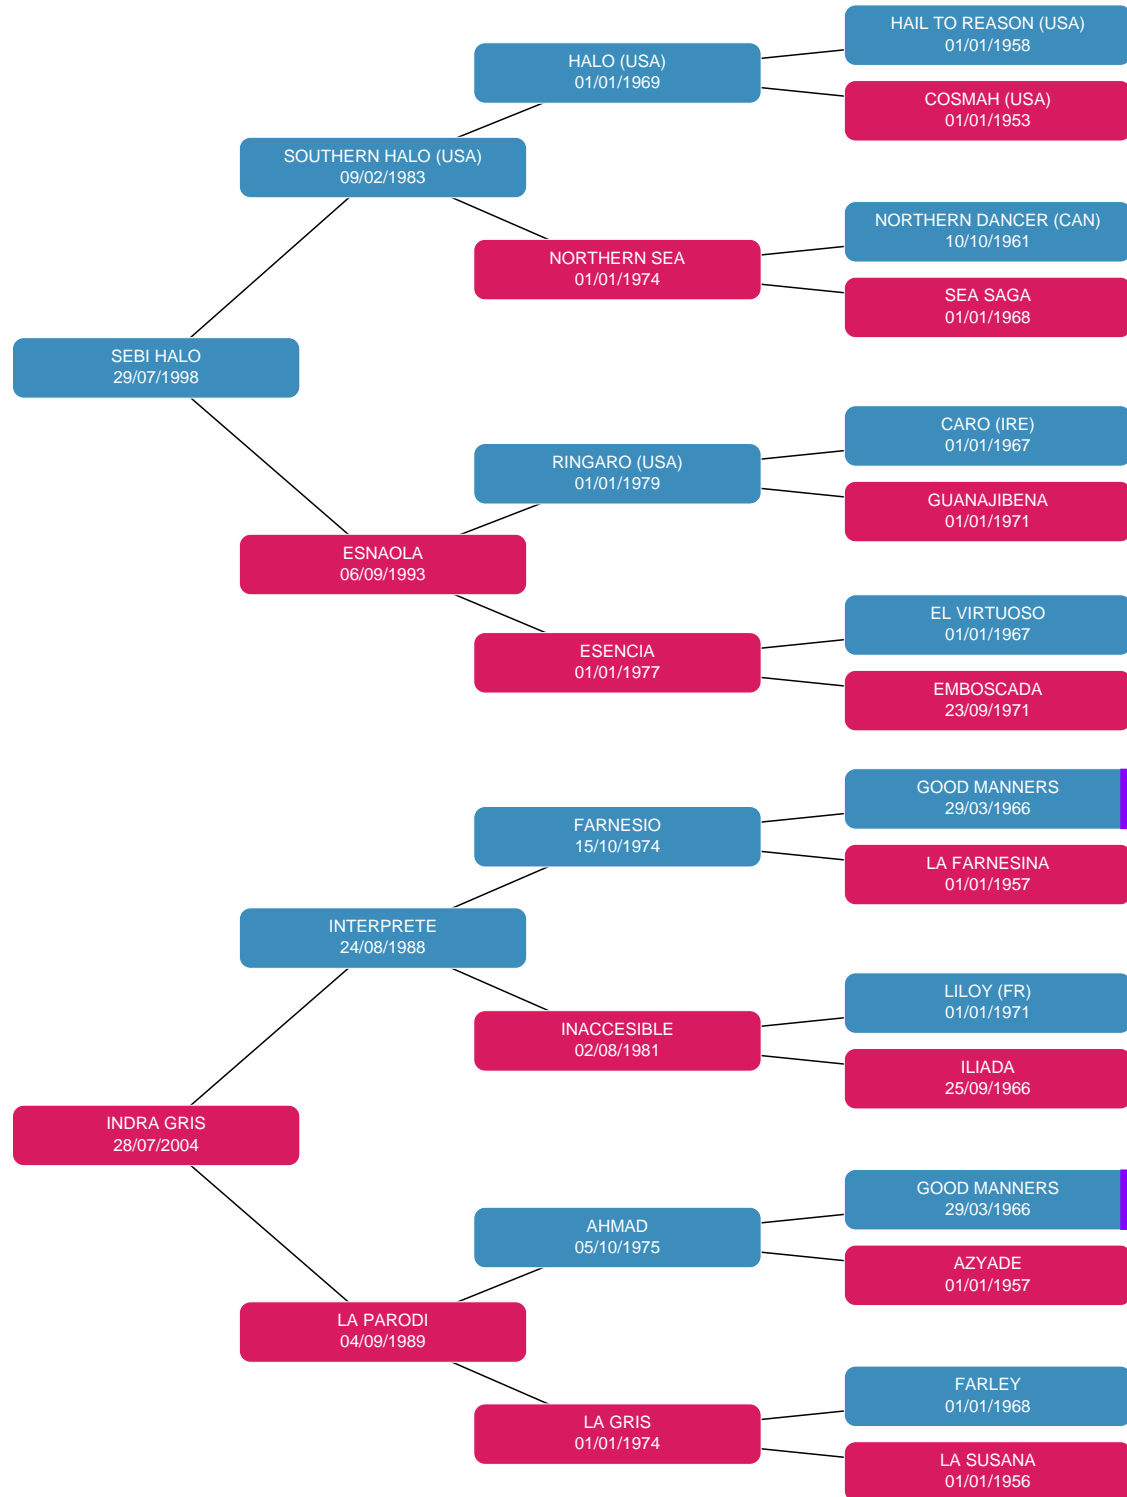 HAIL TO REASON (USA)
01/01/1958
HALO (USA)
01/01/1969
COSMAH (USA)
01/01/1953
SOUTHERN HALO (USA)
09/02/1983
NORTHERN DANCER (CAN)
10/10/1961
NORTHERN SEA
01/01/1974
SEA SAGA
01/01/1968
SEBI HALO
29/07/1998
CARO (IRE)
01/01/1967
RINGARO (USA)
01/01/1979
GUANAJIBENA
01/01/1971
ESNAOLA
06/09/1993
EL VIRTUOSO
01/01/1967
ESENCIA
01/01/1977
EMBOSCADA
23/09/1971
GOOD MANNERS
29/03/1966
FARNESIO
15/10/1974
LA FARNESINA
01/01/1957
INTERPRETE
24/08/1988
LILOY (FR)
01/01/1971
INACCESIBLE
02/08/1981
ILIADA
25/09/1966
INDRA GRIS
28/07/2004
GOOD MANNERS
29/03/1966
AHMAD
05/10/1975
AZYADE
01/01/1957
LA PARODI
04/09/1989
FARLEY
01/01/1968
LA GRIS
01/01/1974
LA SUSANA
01/01/1956